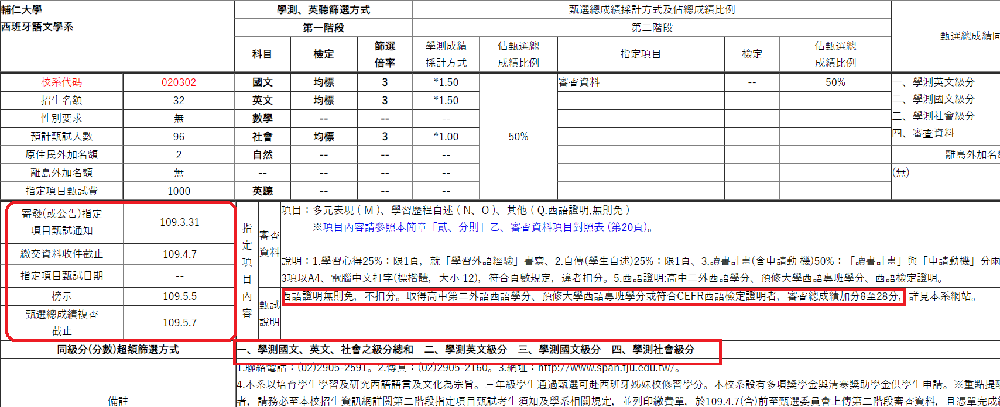 輔仁大學
西班牙語文學系
學測、英聽篩選方式
甄選總成績採計方式及佔總成績比例
第一階段
第二階段
甄選總成績同
科目
檢定
篩選
倍率
學測成績
採計方式
佔甄選總
成績比例
指定項目
檢定
佔甄選總
成績比例
校系代碼 020302 國文 均標 3 *1.50 審查資料 -- 50%
招生名額 32 英文 均標 3 *1.50
性別要求 無 數學 -- -- --
預計甄試人數 96 社會 均標 3 *1.00 50%
原住民外加名額 2 自然 -- -- --
離島外加名額 無 -- -- -- --
指定項目甄試費 1000 英聽 -- -- --
一、學測英文級分
二、學測國文級分
三、學測社會級分
四、審查資料
離島外加名
(無)
寄發(或公告)指定
項目甄試通知
109.3.31
繳交資料收件截止 109.4.7
指定項目甄試日期 --
榜示 109.5.5
甄選總成績複查
截止
109.5.7
指定項目內容
審查
資料
項目：多元表現 ( M )、學習歷程自述 ( N、O )、其他 ( Q.西語證明,無則免 )
※項目內容請參照本簡章「貳、分則」乙、審查資料項目對照表 (第20頁)。
說明：1.學習心得25%：限1頁，就「學習外語經驗」書寫、2.自傳(學生自述)25%：限1頁、3.讀書計畫(含申請動 機)50%：「讀書計畫」與「申請動機」分兩
3項以A4、電腦中文打字(標楷體，大小 12)，符合頁數規定，違者扣分。5.西語證明:高中二外西語學分、預修大學西語專班學分、西語檢定證明。
甄試
說明
西語證明無則免，不扣分。取得高中第二外語西語學分、預修大學西語專班學分或符合CEFR西語檢定證明者，審查總成績加分8至28分，詳見本系網站。
同級分(分數)超額篩選方式
一、學測國文、英文、社會之級分總和 二、學測英文級分 三、學測國文級分 四、學測社會級分
備註
1.聯絡電話：(02)2905-2591。2.傳真：(02)2905-2160。3.網址：http://www.span.fju.edu.tw/。
4.本系以培育學生學習及研究西語語言及文化為宗旨。三年級學生通過甄選可赴西班牙姊妹校修習學分。本校系設有多項獎學金與清寒獎助學金供學生申請。※重點提醒
者，請務必至本校招生資訊網詳閱第二階段指定項目甄試考生須知及學系相關規定，並列印繳費單，於109.4.7(含)前至甄選委員會上傳第二階段審查資料，且憑單完成